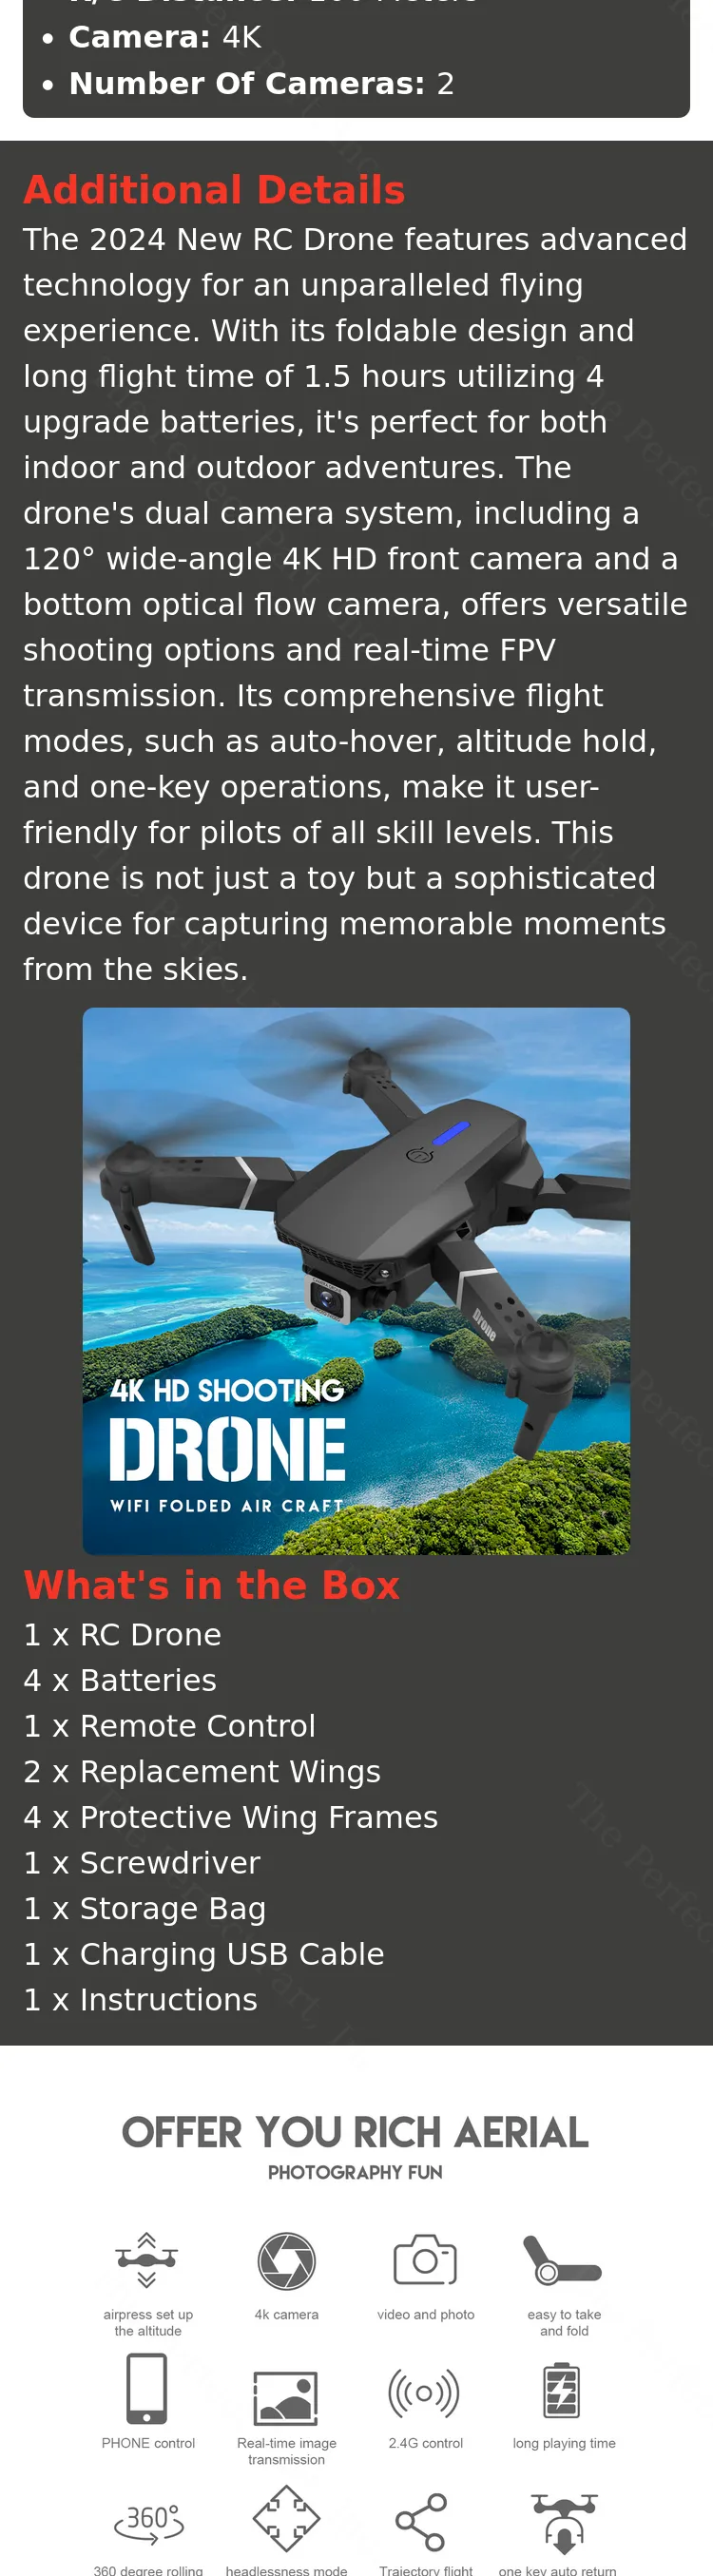 • Camera: 4K
• Number Of Cameras: 2
Additional Details
The 2024 New RC Drone features advanced
technology for an unparalleled flying
experience. With its foldable design and
long flight time of 1.5 hours utilizing 4
upgrade batteries, it's perfect for both
indoor and outdoor adventures. The
drone's dual camera system, including a
120° wide-angle 4K HD front camera and a
bottom optical flow camera, offers versatile
shooting options and real-time FPV
transmission. Its comprehensive flight
modes, such as auto-hover, altitude hold,
and one-key operations, make it user-
friendly for pilots of all skill levels. This
drone is not just a toy but a sophisticated
device for capturing memorable moments
from the skies.
Drone
4K HD SHOOTING
DRONE
WIFI FOLDED AIR CRAFT
What's in the Box
1 x RC Drone
4 x Batteries
1 x Remote Control
2 x Replacement Wings
4 x Protective Wing Frames
1 x Screwdriver
1 x Storage Bag
1 x Charging USB Cable
1 x Instructions
OFFER YOU RICH AERIAL
PHOTOGRAPHY FUN
airpress set up
the altitude
4k camera
video and photo
easy to take
and fold
PHONE control
Real-time image
transmission
2.4G control
long playing time
360°
360 degree rolling
headlessness mode
Trajectory flight
one key auto return